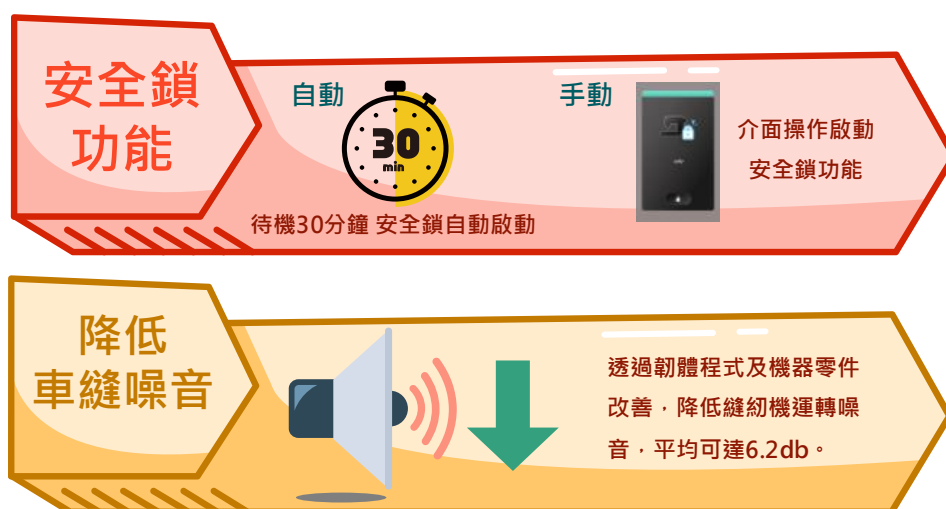 安全鎖
功能
自動
30
min
待機30分鐘 安全鎖自動啟動
手動
介面操作啟動
安全鎖功能
降低
車縫噪音
透過韌體程式及機器零件
改善，降低縫紉機運轉噪
音，平均可達6.2db。